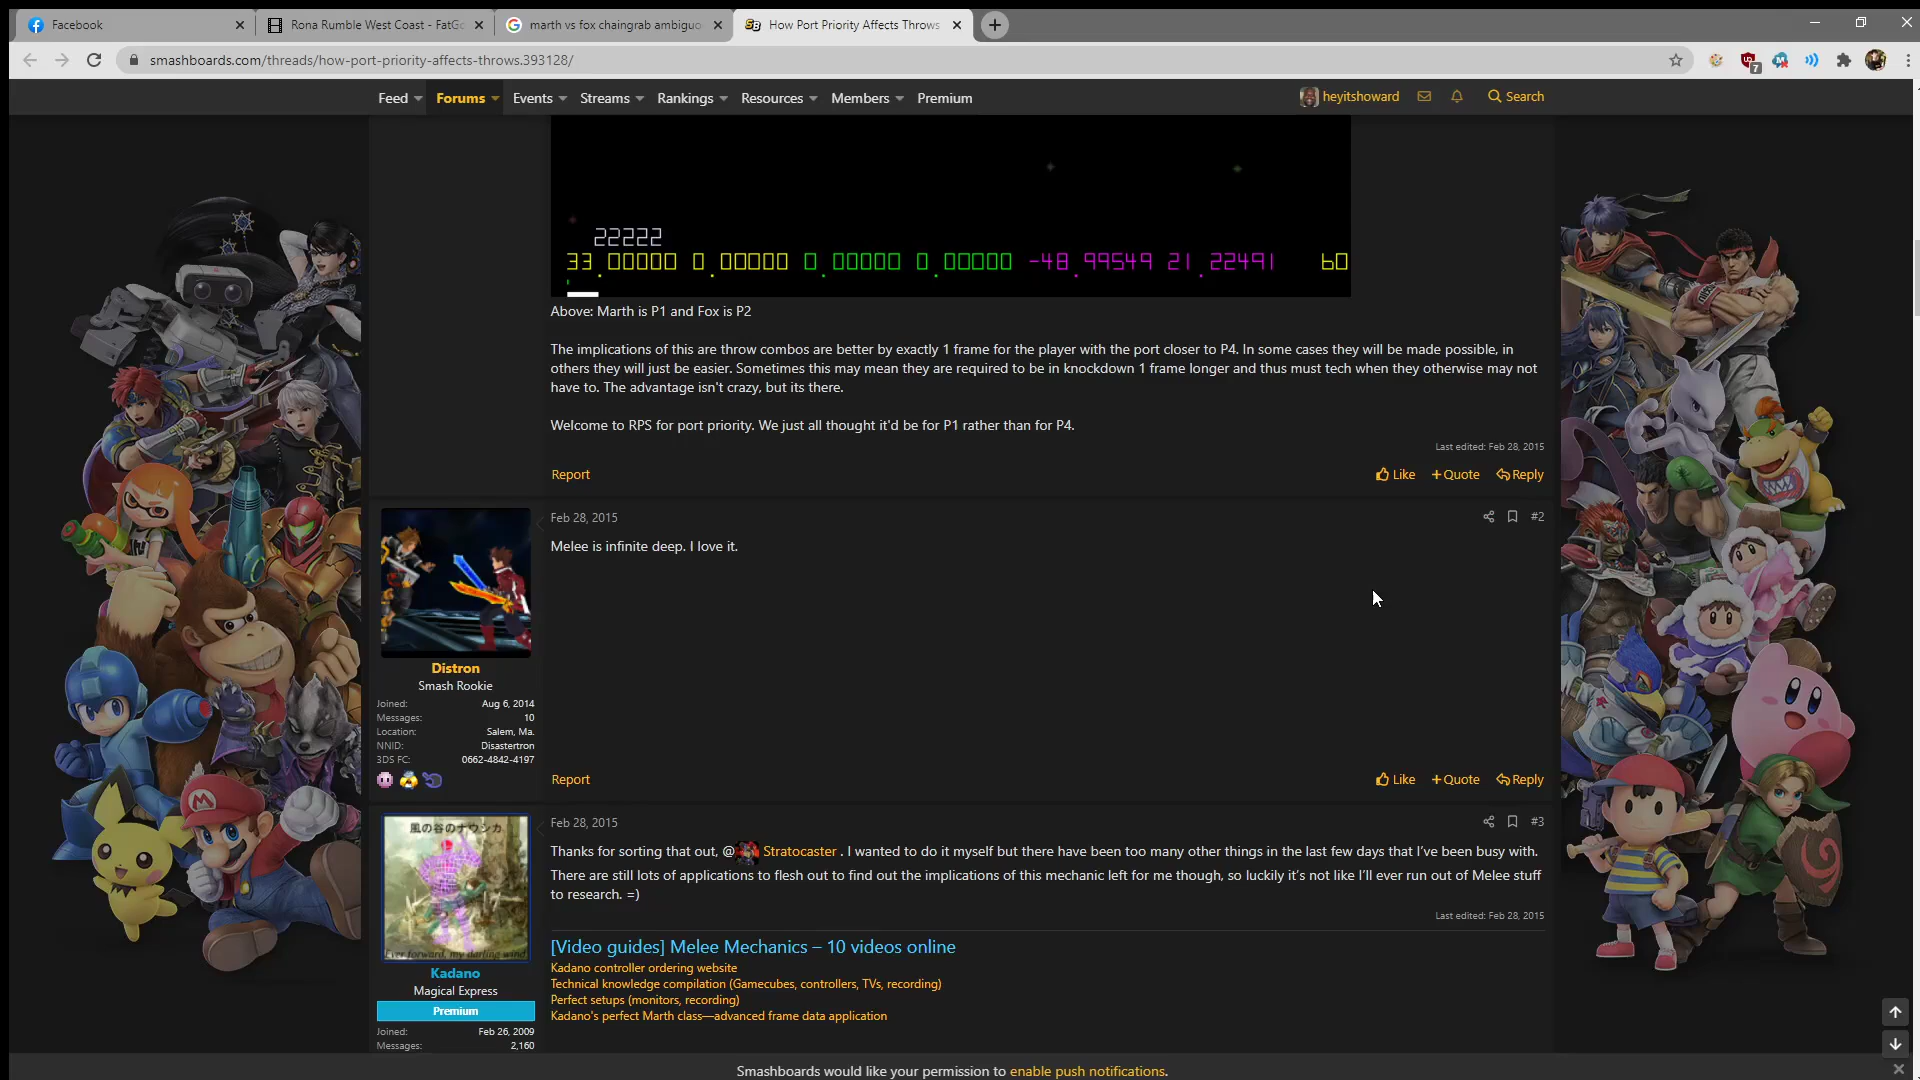 Facebook
Rona Rumble West Coast - FatGo
marth vs fox chaingrab ambiguo
How Port Priority Affects Throws
smashboards.com/threads/how-port-priority-affects-throws.393128/
7
Feed Forums Events Streams Rankings Resources Members Premium
heyitshoward Search
22222
33.00000 0.00000 0.00000 0.00000 -48.99549 21.22491 60
Above: Marth is P1 and Fox is P2
The implications of this are throw combos are better by exactly 1 frame for the player with the port closer to P4. In some cases they will be made possible, in
others they will just be easier. Sometimes this may mean they are required to be in knockdown 1 frame longer and thus must tech when they otherwise may not
have to. The advantage isn't crazy, but its there.
Welcome to RPS for port priority. We just all thought it'd be for P1 rather than for P4.
Last edited: Feb 28, 2015
Report Like +Quote Reply
Feb 28, 2015 #2
Melee is infinite deep. I love it.
Distron
Smash Rookie
Joined: Aug 6, 2014
Messages: 10
Location: Salem, Ma.
NNID: Disastertron
3DS FC: 0662-4842-4197
Report Like +Quote Reply
Feb 28, 2015 #3
風の谷のナウシカ
Thanks for sorting that out, @ Stratocaster . I wanted to do it myself but there have been too many other things in the last few days that I've been busy with.
There are still lots of applications to flesh out to find out the implications of this mechanic left for me though, so luckily it's not like I'll ever run out of Melee stuff
to research. =)
Last edited: Feb 28, 2015
Ever forward, my darling wind
Kadano
Magical Express
Premium
Joined: Feb 26, 2009
Messages: 2,160
[Video guides] Melee Mechanics – 10 videos online
Kadano controller ordering website
Technical knowledge compilation (Gamecubes, controllers, TVs, recording)
Perfect setups (monitors, recording)
Kadano's perfect Marth class—advanced frame data application
Smashboards would like your permission to enable push notifications.